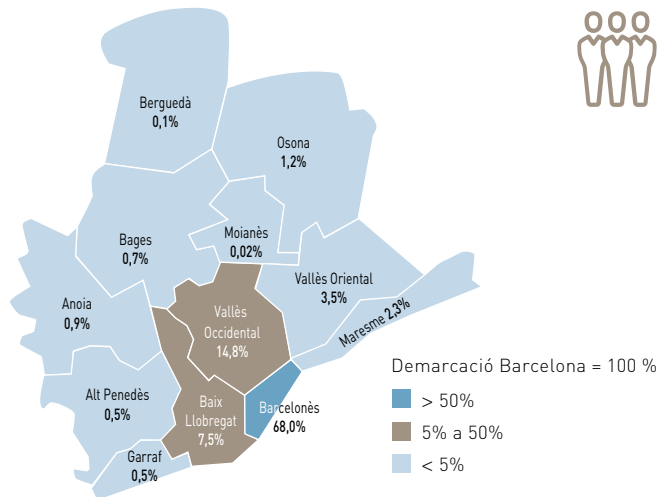 Berguedà
0,1%
Osona
1,2%
Moianès
0,02%
Bages
0,7%
Vallès Oriental
3,5%
Maresme 2,3%
Anoia
0,9%
Vallès
Occidental
14,8%
Demarcació Barcelona = 100 %
> 50%
5% a 50%
< 5%
Alt Penedès
0,5%
Baix
Llobregat
7,5%
Barcelonès
68,0%
Garraf
0,5%